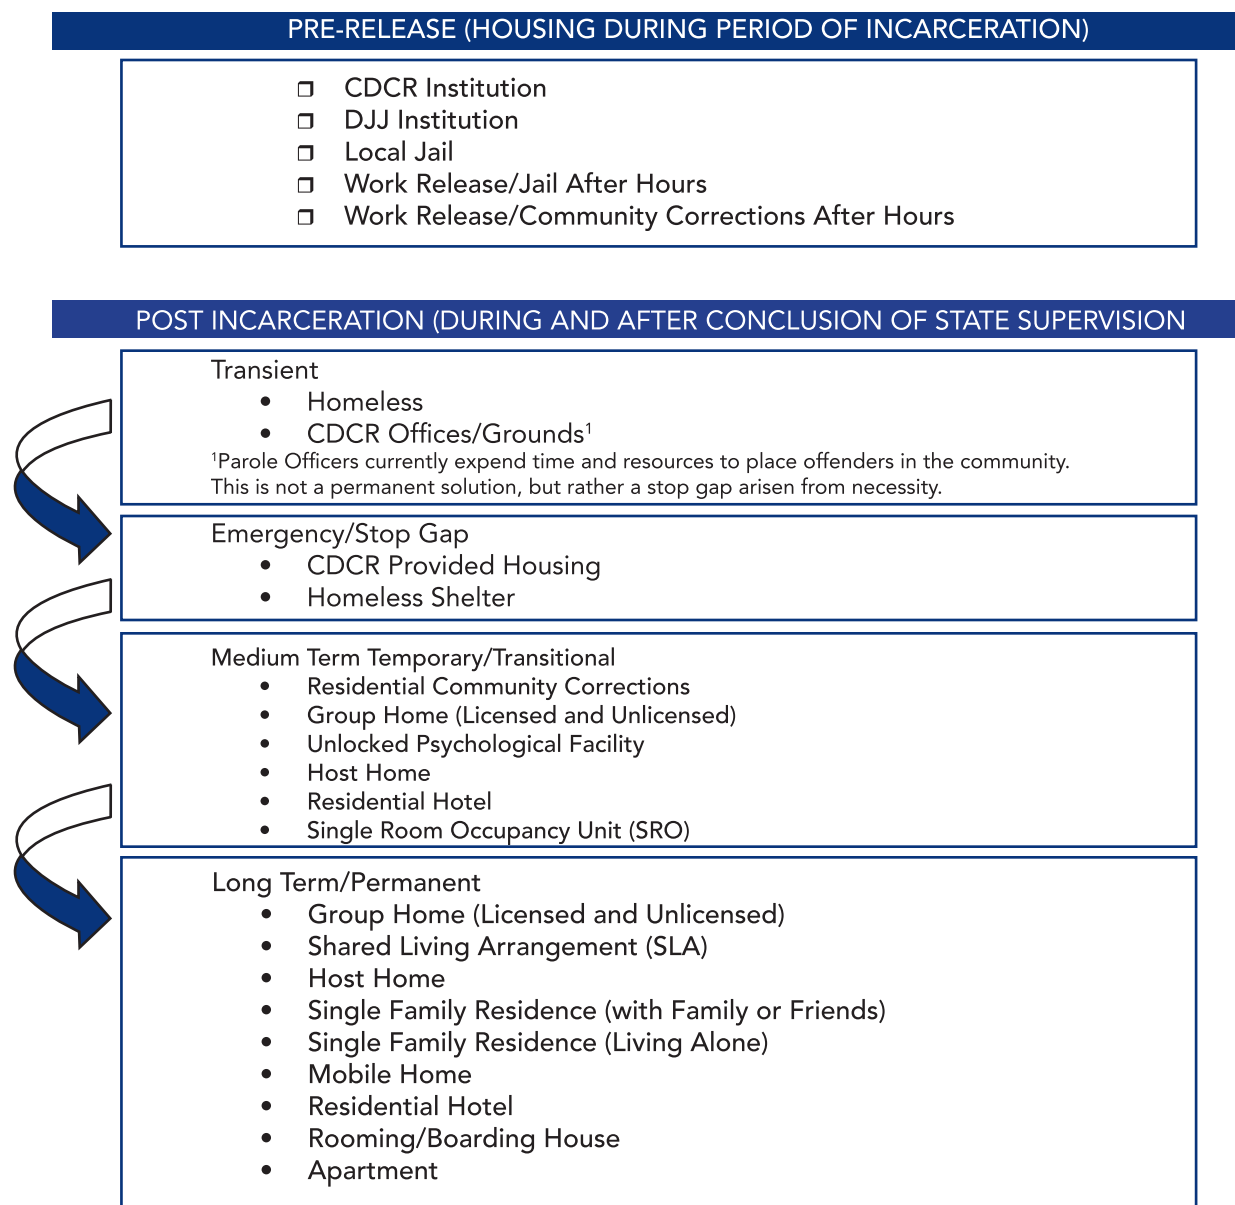 PRE-RELEASE (HOUSING DURING PERIOD OF INCARCERATION)
❒ CDCR Institution
❒ DJJ Institution
❒ Local Jail
❒ Work Release/Jail After Hours
❒ Work Release/Community Corrections After Hours
POST INCARCERATION (DURING AND AFTER CONCLUSION OF STATE SUPERVISION
Transient
• Homeless
• CDCR Offices/Grounds¹
¹Parole Officers currently expend time and resources to place offenders in the community.
This is not a permanent solution, but rather a stop gap arisen from necessity.
Emergency/Stop Gap
• CDCR Provided Housing
• Homeless Shelter
Medium Term Temporary/Transitional
• Residential Community Corrections
• Group Home (Licensed and Unlicensed)
• Unlocked Psychological Facility
• Host Home
• Residential Hotel
• Single Room Occupancy Unit (SRO)
Long Term/Permanent
• Group Home (Licensed and Unlicensed)
• Shared Living Arrangement (SLA)
• Host Home
• Single Family Residence (with Family or Friends)
• Single Family Residence (Living Alone)
• Mobile Home
• Residential Hotel
• Rooming/Boarding House
• Apartment